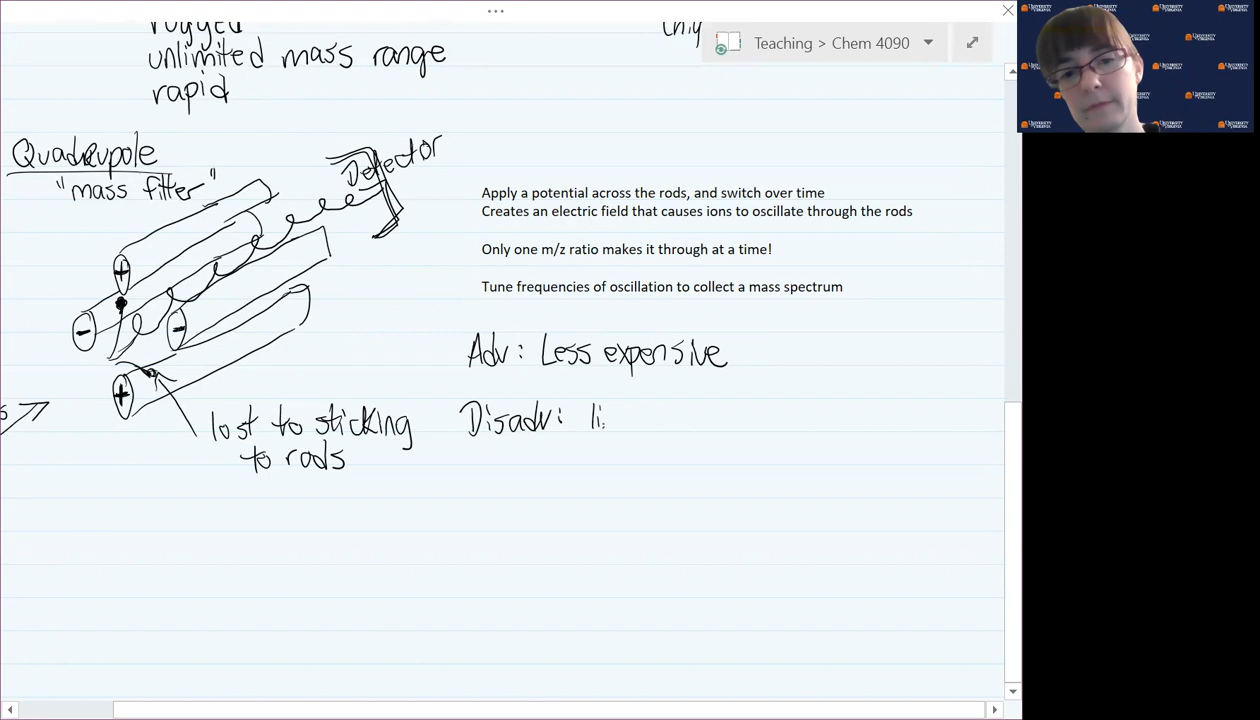 rugged
Teaching > Chem 4090
unlimited mass range
rapid
Quadrupole
"mass filter"
Detector
+
-
-
+
lost to sticking
to rods
Apply a potential across the rods, and switch over time
Creates an electric field that causes ions to oscillate through the rods
Only one m/z ratio makes it through at a time!
Tune frequencies of oscillation to collect a mass spectrum
Adv: Less expensive
Disadv: li